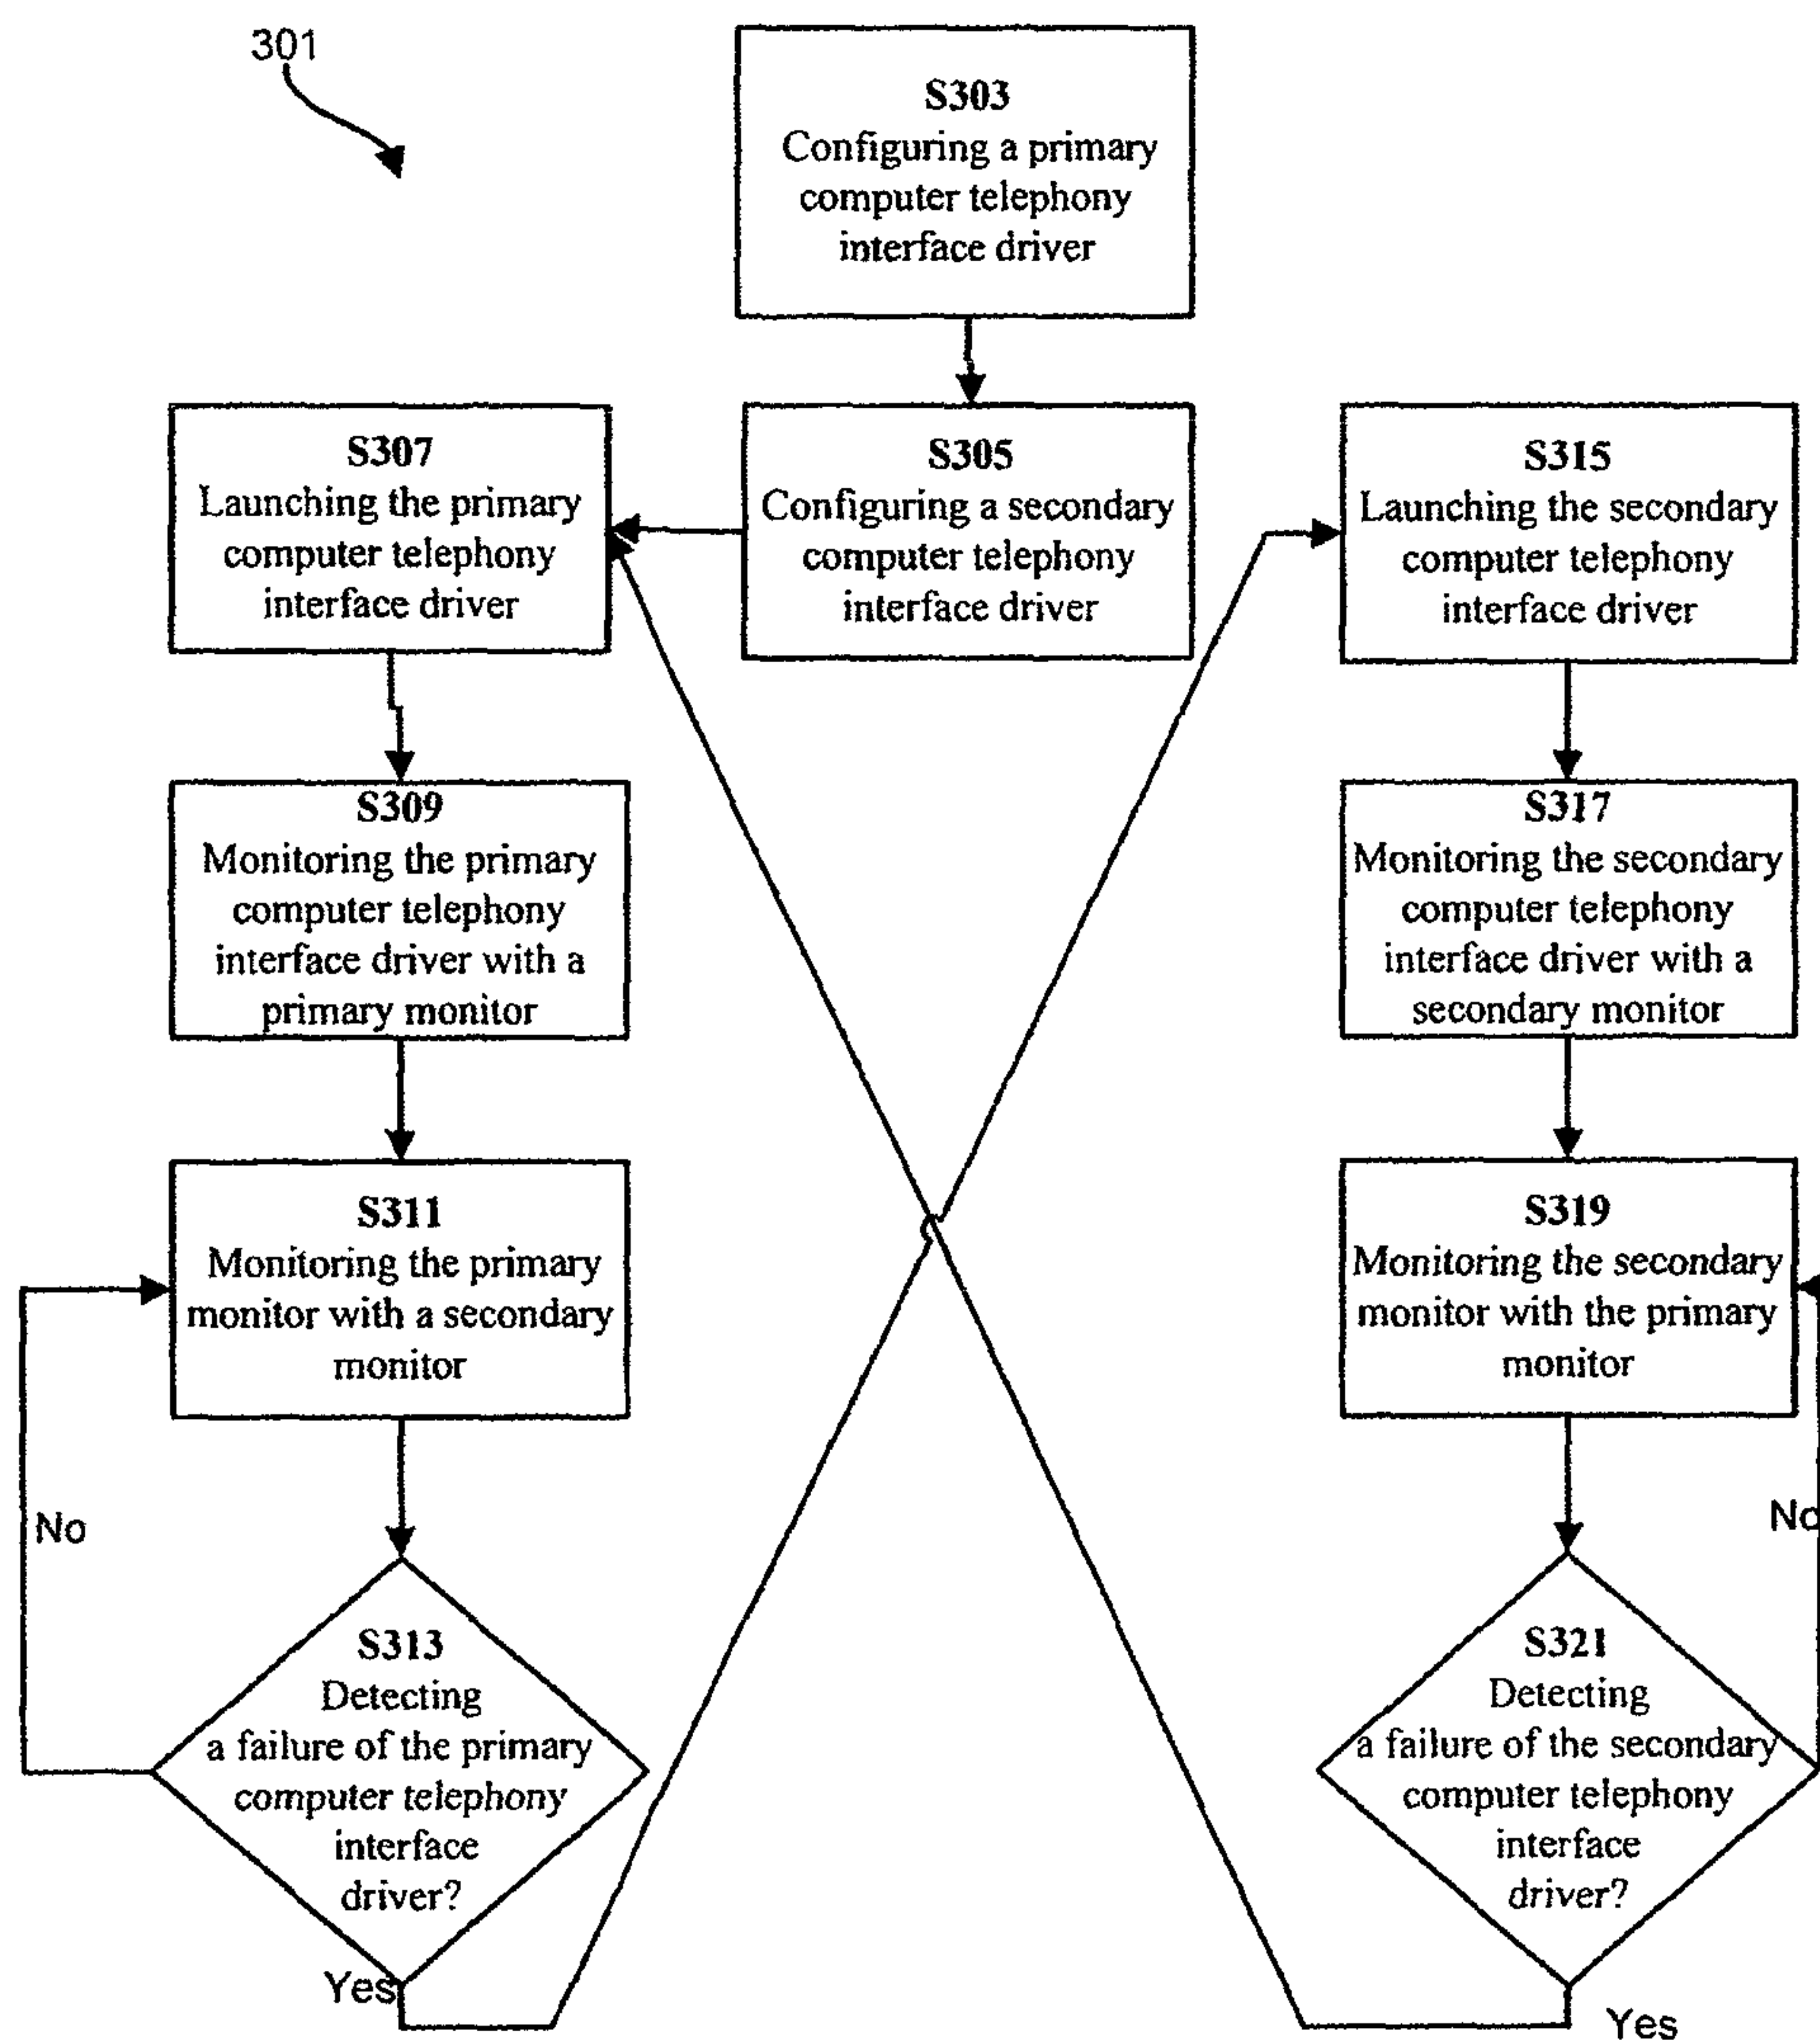 301
S303
Configuring a primary
computer telephony
interface driver
S307
Launching the primary
computer telephony
interface driver
S305
Configuring a secondary
computer telephony
interface driver
S315
Launching the secondary
computer telephony
interface driver
S309
Monitoring the primary
computer telephony
interface driver with a
primary monitor
S317
Monitoring the secondary
computer telephony
interface driver with a
secondary monitor
S311
Monitoring the primary
monitor with a secondary
monitor
S319
Monitoring the secondary
monitor with the primary
monitor
No
No
S313
Detecting
a failure of the primary
computer telephony
interface
driver?
S321
Detecting
a failure of the secondary
computer telephony
interface
driver?
Yes
Yes